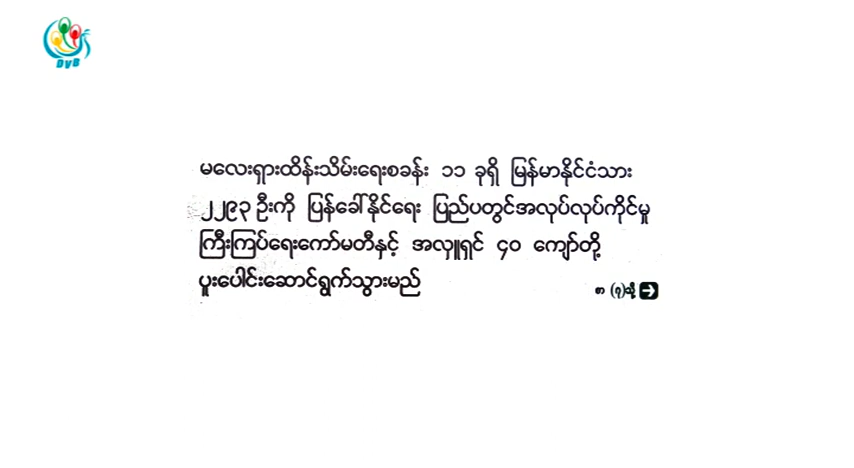 DVB
မလေးရှားထိန်းသိမ်းရေးစခန်း ၁၁ ခုရှိ မြန်မာနိုင်ငံသား
၂၂၉၃ ဦးကို ပြန်ခေါ်နိုင်ရေး ပြည်ပတွင်အလုပ်လုပ်ကိုင်မှု
ကြီးကြပ်ရေးကော်မတီနှင့် အလှူရှင် ၄၀ ကျော်တို့
ပူးပေါင်းဆောင်ရွက်သွားမည်
စာ (၇)သို့